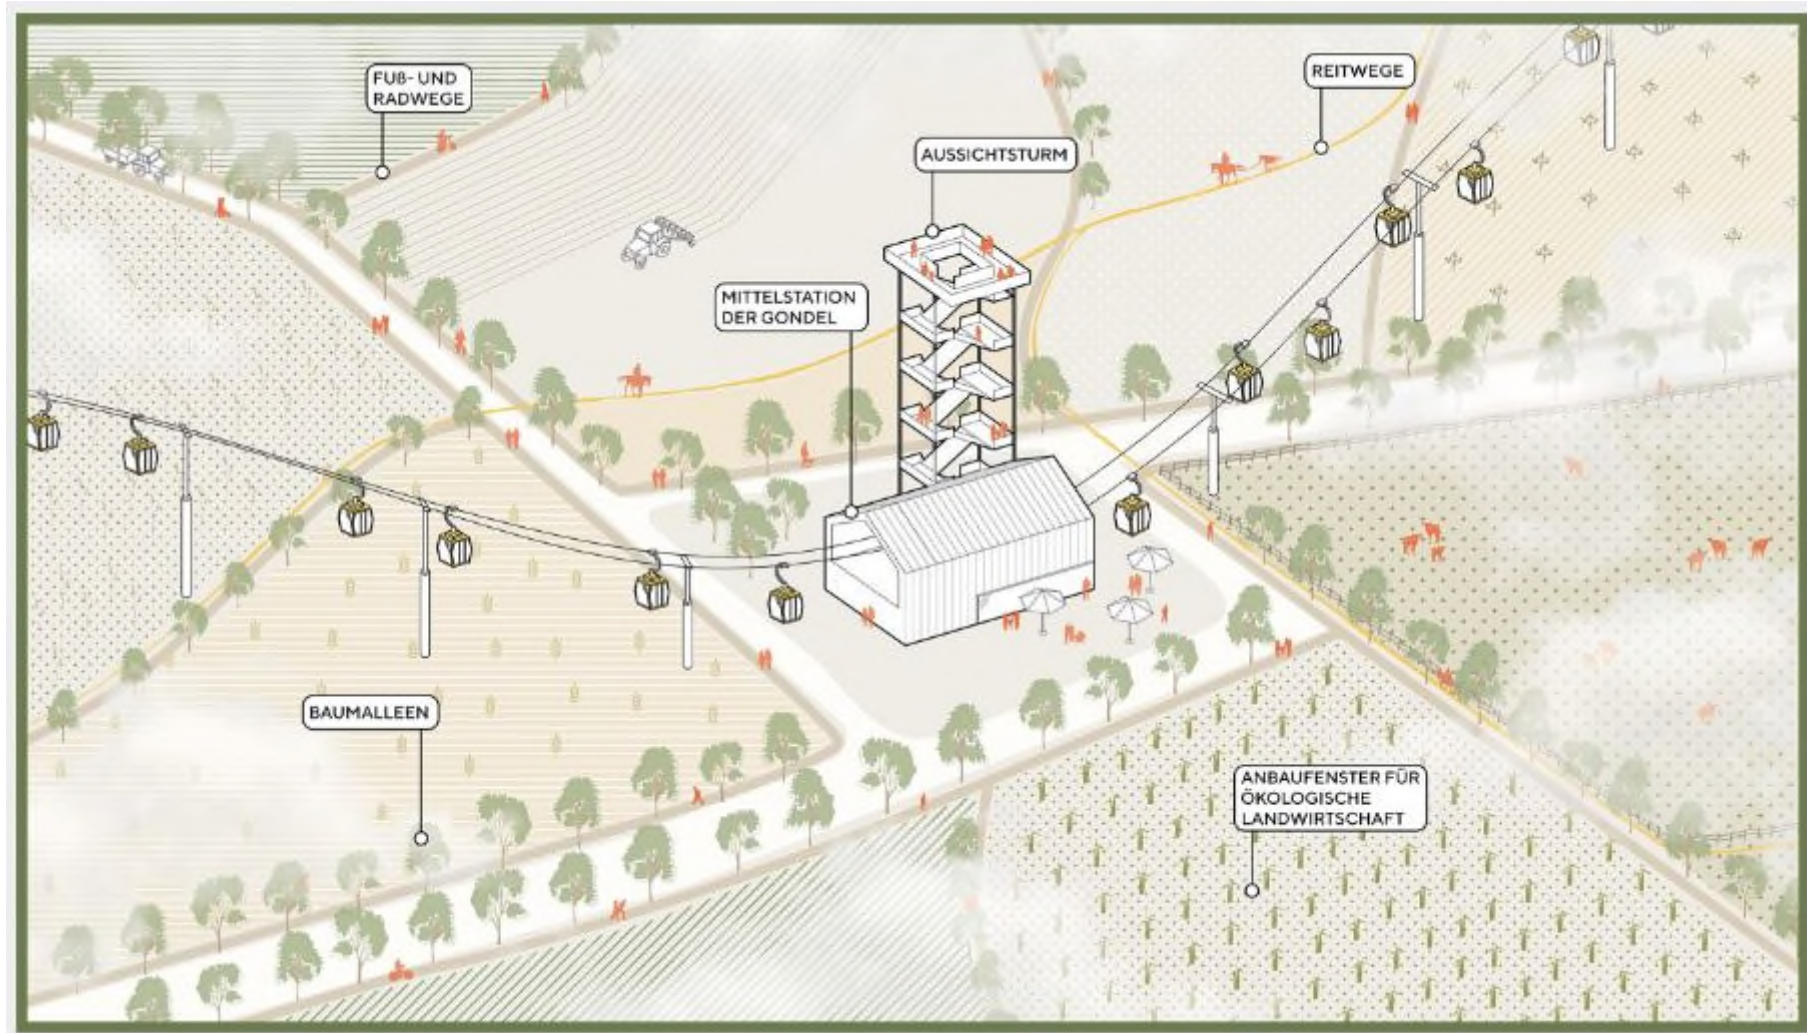 FUß- UND
RADWEGE
REITWEGE
AUSSICHTSTURM
MITTELSTATION
DER GONDEL
BAUMALLEEN
ANBAUFENSTER FÜR
ÖKOLOGISCHE
LANDWIRTSCHAFT